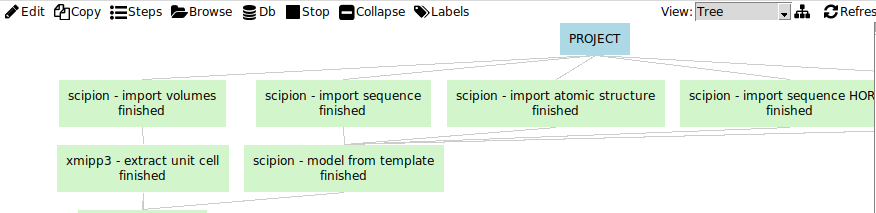 Edit Copy Steps Browse Db Stop Collapse Labels View: Tree Refres
PROJECT
scipion - import volumes
finished
scipion - import sequence
finished
scipion - import atomic structure
finished
scipion - import sequence HOR
finished
xmipp3 - extract unit cell
finished
scipion - model from template
finished